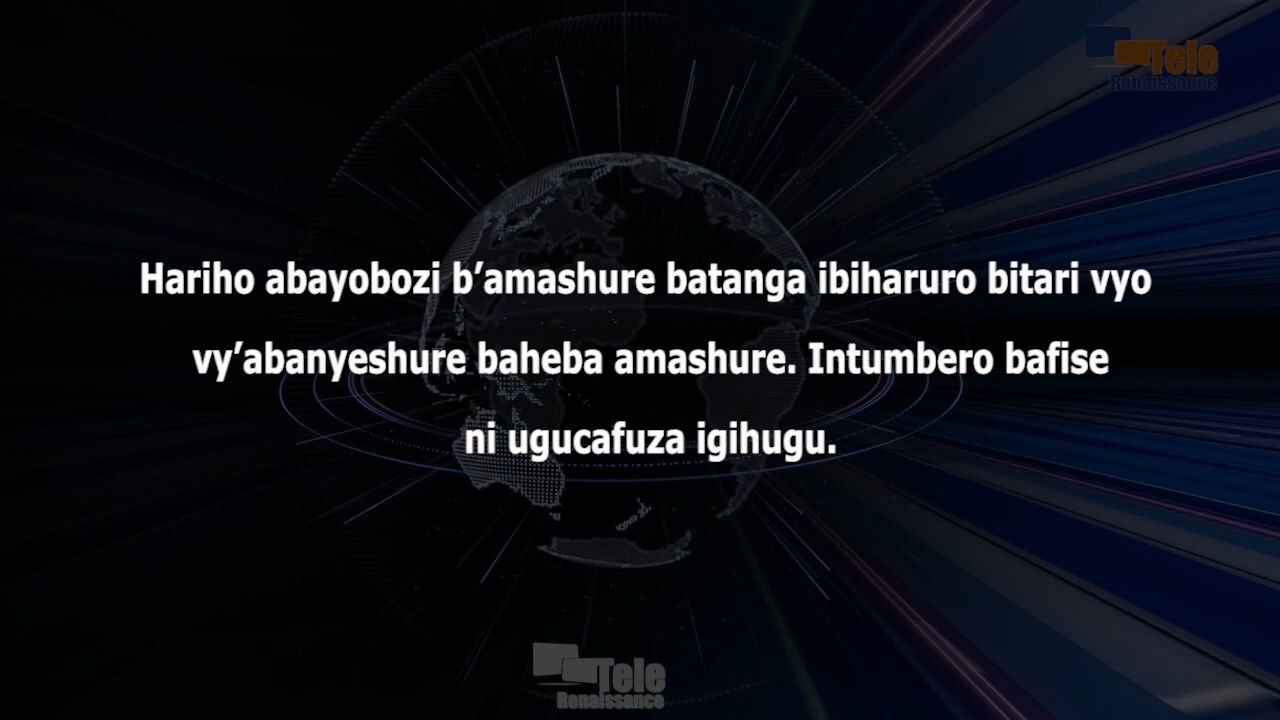 Tele
Renaissance
Hariho abayobozi b’amashure batanga ibiharuro bitari vyo
vy’abanyeshure baheba amashure. Intumbero bafise
ni ugucafuza igihugu.
Tele
Renaissance